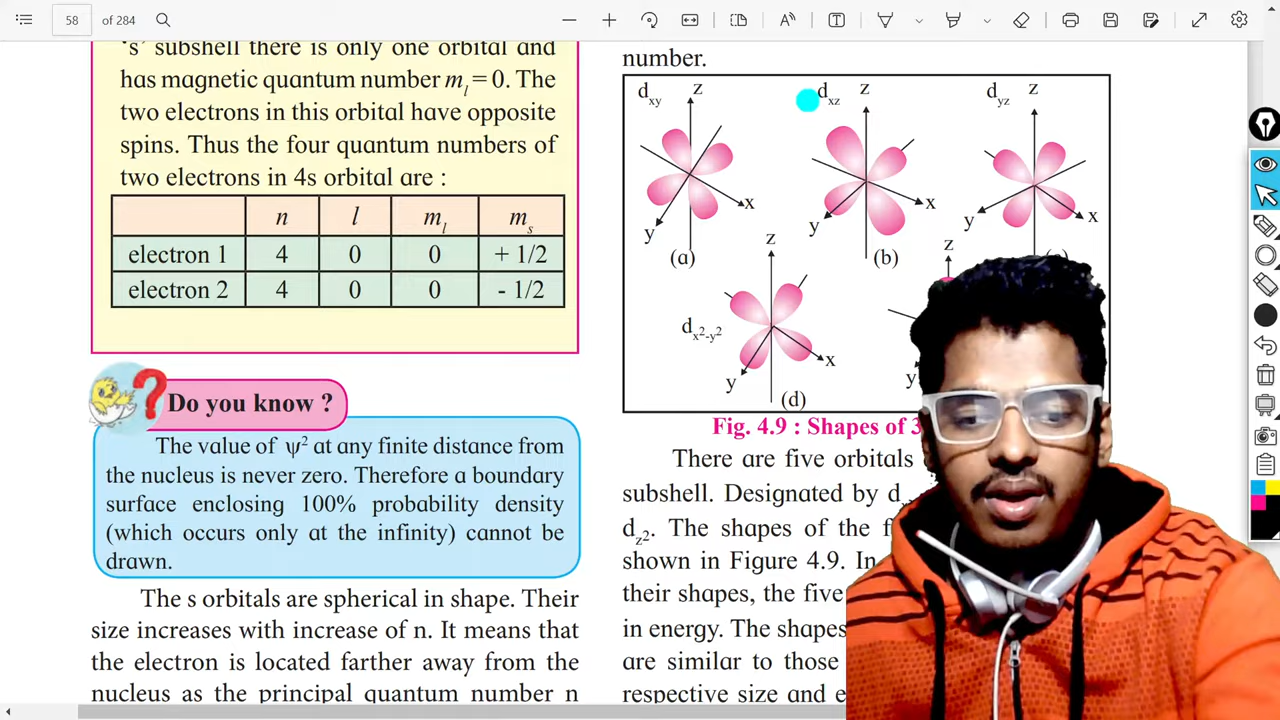 58 of 284
's' subshell there is only one orbital and
has magnetic quantum number mₗ = 0. The
two electrons in this orbital have opposite
spins. Thus the four quantum numbers of
two electrons in 4s orbital are :
n l mₗ mₛ
electron 1 4 0 0 + 1/2
electron 2 4 0 0 - 1/2
Do you know ?
The value of ψ² at any finite distance from
the nucleus is never zero. Therefore a boundary
surface enclosing 100% probability density
(which occurs only at the infinity) cannot be
drawn.
The s orbitals are spherical in shape. Their
size increases with increase of n. It means that
the electron is located farther away from the
nucleus as the principal quantum number n
number.
dxy z dxz z dyz z
x x x
y y y
(a) (b)
z z
dx²-y²
x
y y
(d)
Fig. 4.9 : Shapes of 3
There are five orbitals
subshell. Designated by d
dz². The shapes of the
shown in Figure 4.9. In
their shapes, the five
in energy. The shapes
are similar to those
respective size and